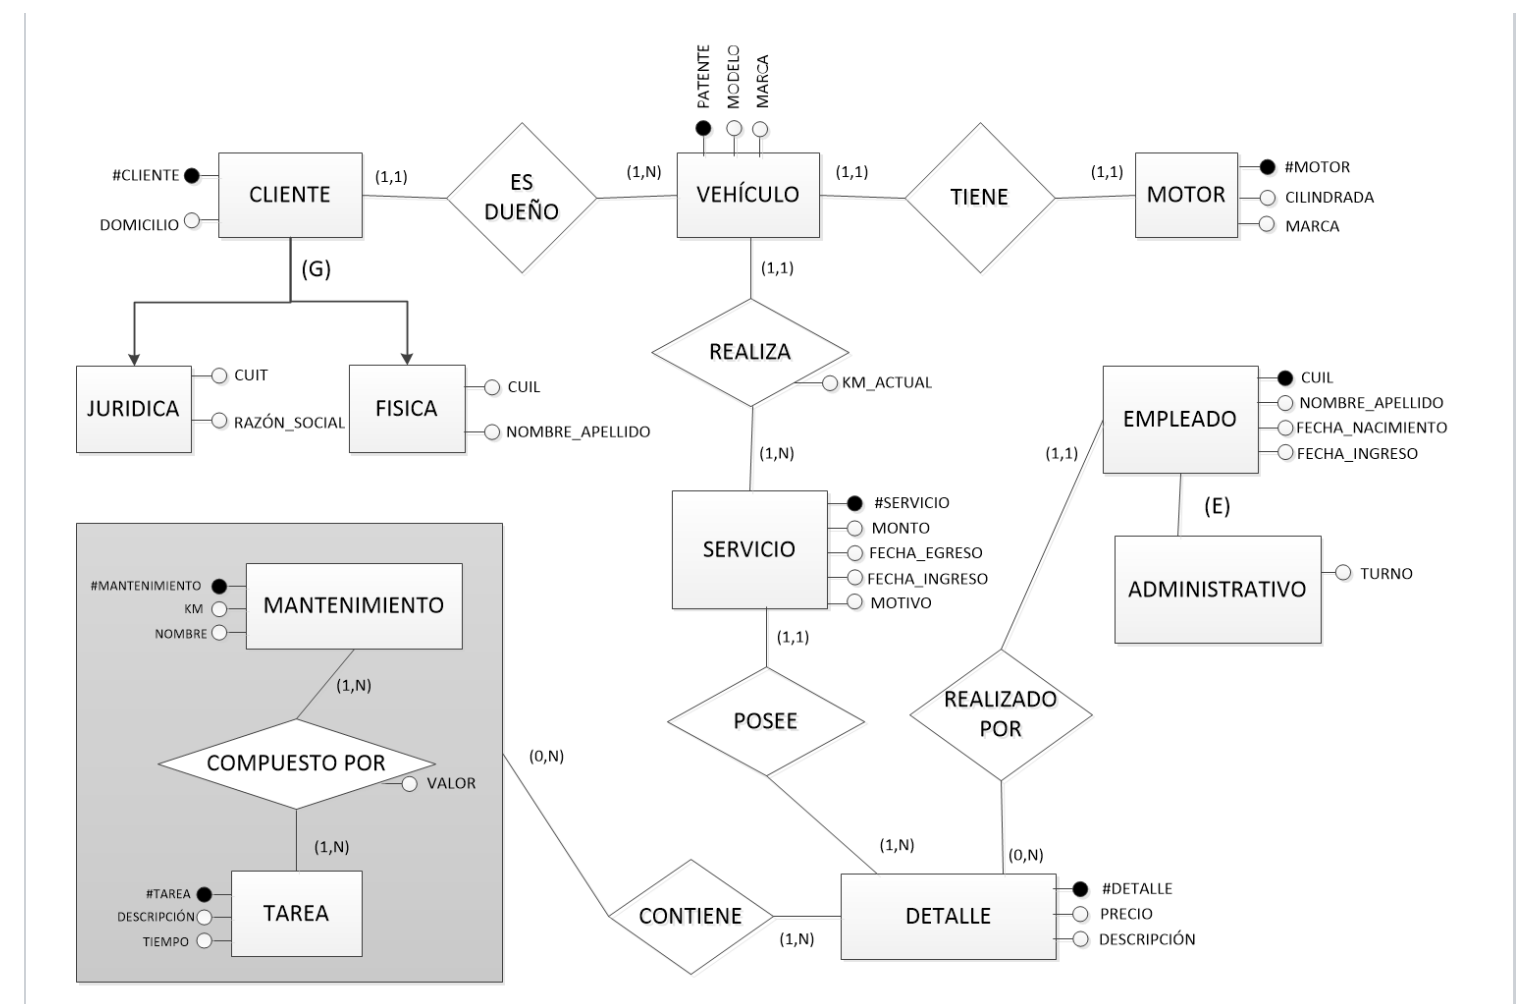 PATENTE
MODELO
MARCA
#CLIENTE
DOMICILIO
CLIENTE
(1,1)
ES
DUEÑO
(1,N)
VEHÍCULO
(1,1)
TIENE
(1,1)
MOTOR
#MOTOR
CILINDRADA
MARCA
(G)
(1,1)
JURIDICA
CUIT
RAZÓN_SOCIAL
FISICA
CUIL
NOMBRE_APELLIDO
REALIZA
KM_ACTUAL
(1,N)
EMPLEADO
CUIL
NOMBRE_APELLIDO
FECHA_NACIMIENTO
FECHA_INGRESO
(1,1)
(E)
SERVICIO
#SERVICIO
MONTO
FECHA_EGRESO
FECHA_INGRESO
MOTIVO
ADMINISTRATIVO
TURNO
#MANTENIMIENTO
KM
NOMBRE
MANTENIMIENTO
(1,N)
(1,1)
COMPUESTO POR
VALOR
(0,N)
POSEE
REALIZADO
POR
(1,N)
(1,N)
(0,N)
#TAREA
DESCRIPCIÓN
TIEMPO
TAREA
CONTIENE
(1,N)
DETALLE
#DETALLE
PRECIO
DESCRIPCIÓN